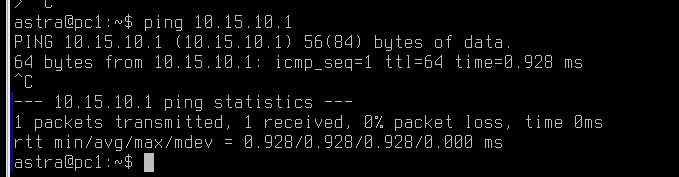 astra@pc1:~$ ping 10.15.10.1
PING 10.15.10.1 (10.15.10.1) 56(84) bytes of data.
64 bytes from 10.15.10.1: icmp_seq=1 ttl=64 time=0.928 ms
^C
--- 10.15.10.1 ping statistics ---
1 packets transmitted, 1 received, 0% packet loss, time 0ms
rtt min/avg/max/mdev = 0.928/0.928/0.928/0.000 ms
astra@pc1:~$